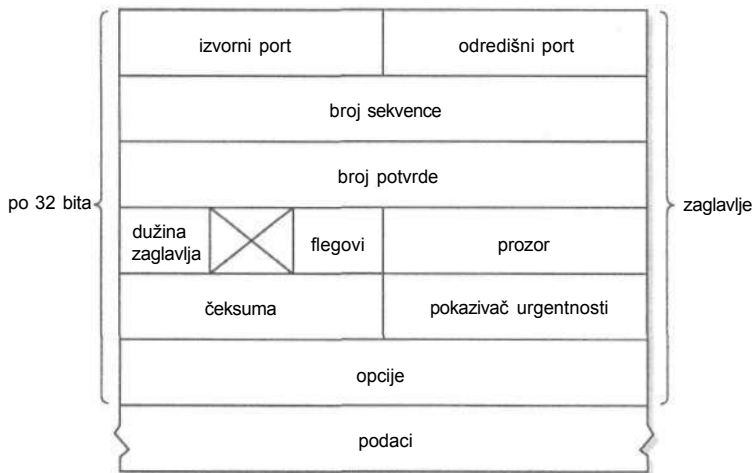 izvorni port
odredišni port
broj sekvence
broj potvrde
po 32 bita
zaglavlje
dužina
zaglavlja
flegovi
prozor
čeksuma
pokazivač urgentnosti
opcije
podaci